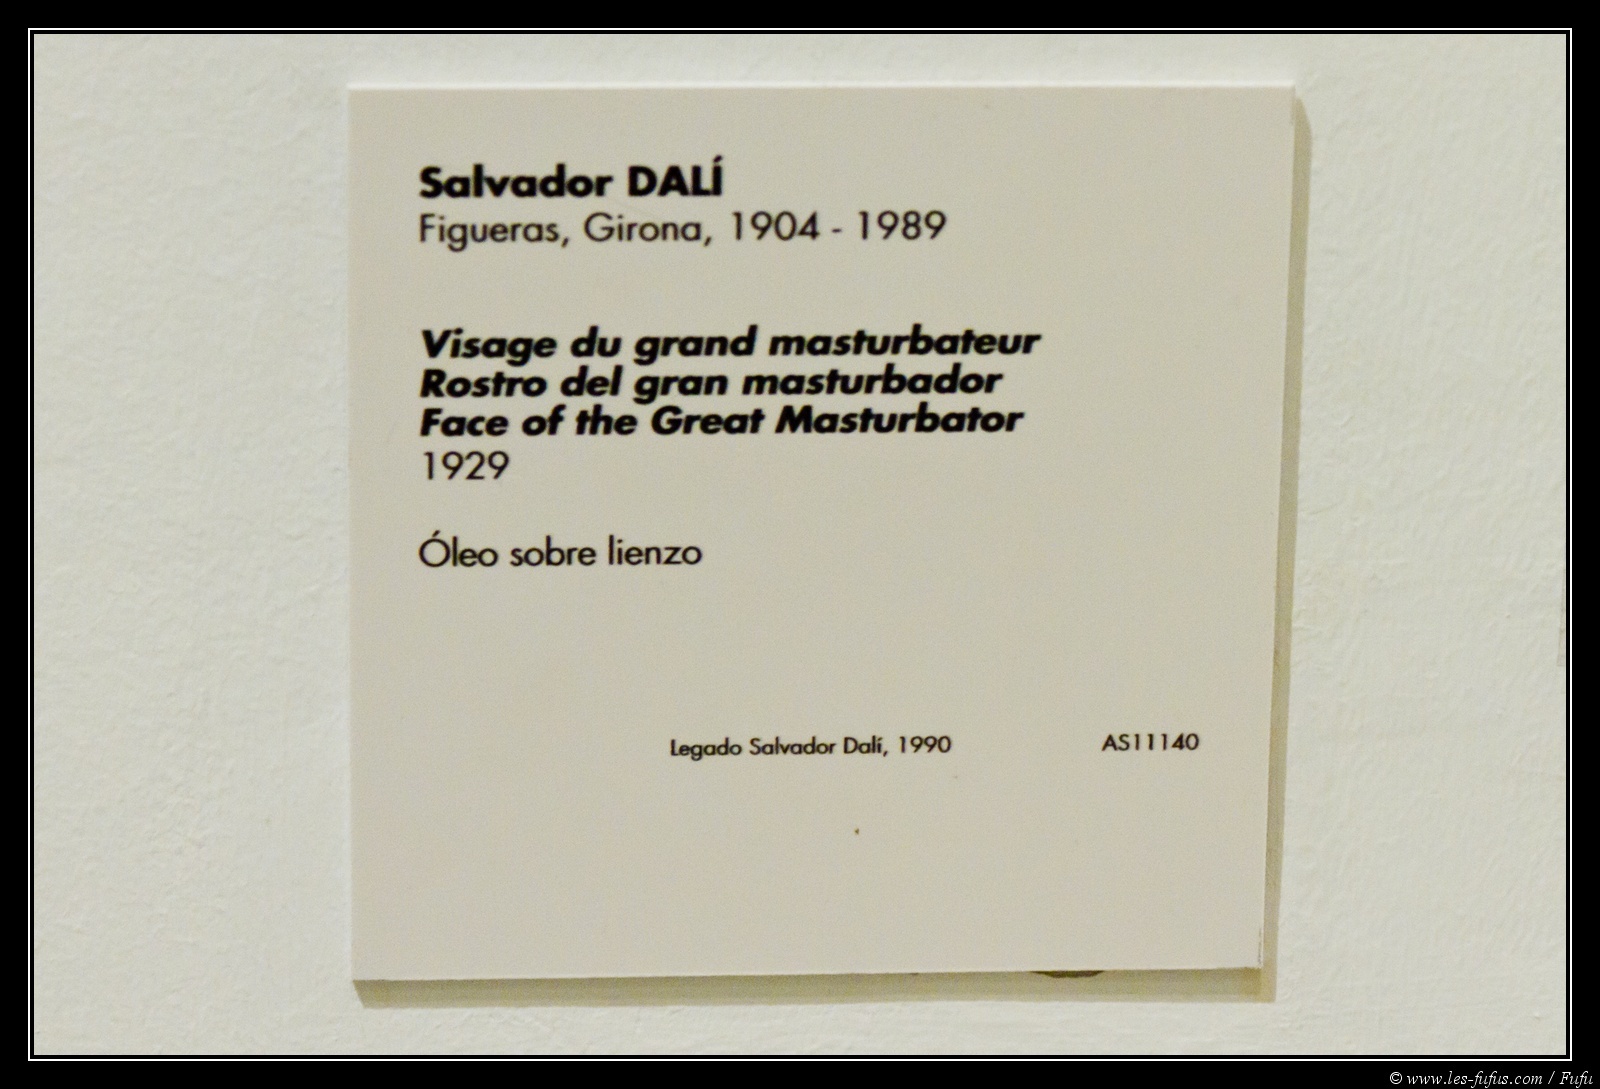 Salvador DALÍ
Figueras, Girona, 1904 - 1989
Visage du grand masturbateur
Rostro del gran masturbador
Face of the Great Masturbator
1929
Óleo sobre lienzo
Legado Salvador Dalí, 1990 AS11140
© www.les-fufus.com / Fufu